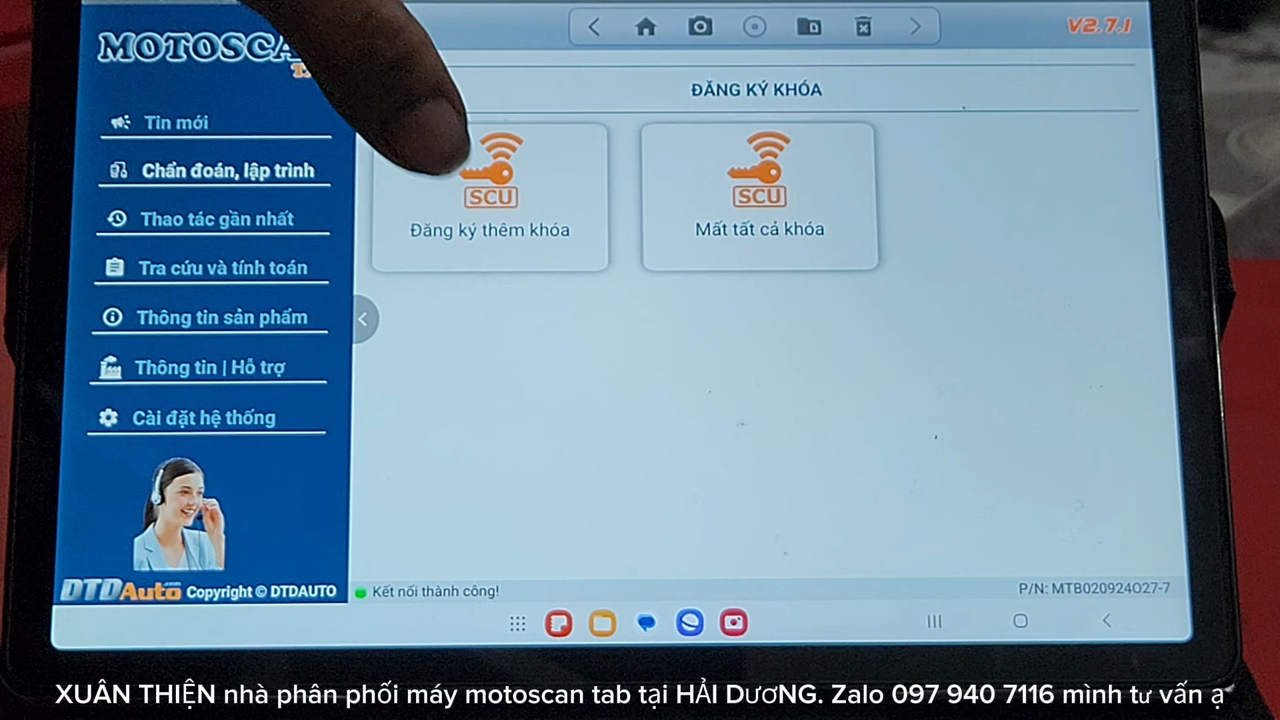 MOTOSCA
V2.7.1
ĐĂNG KÝ KHÓA
Tin mới
Chẩn đoán, lập trình
Thao tác gần nhất
Tra cứu và tính toán
Thông tin sản phẩm
Thông tin | Hỗ trợ
Cài đặt hệ thống
SCU
Đăng ký thêm khóa
SCU
Mất tất cả khóa
DTDAuto.com Copyright © DTDAUTO
Kết nối thành công!
P/N: MTB020924O27-7
XUÂN THIỆN nhà phân phối máy motoscan tab tại HẢI DƯƠNG. Zalo 097 940 7116 mình tư vấn ạ